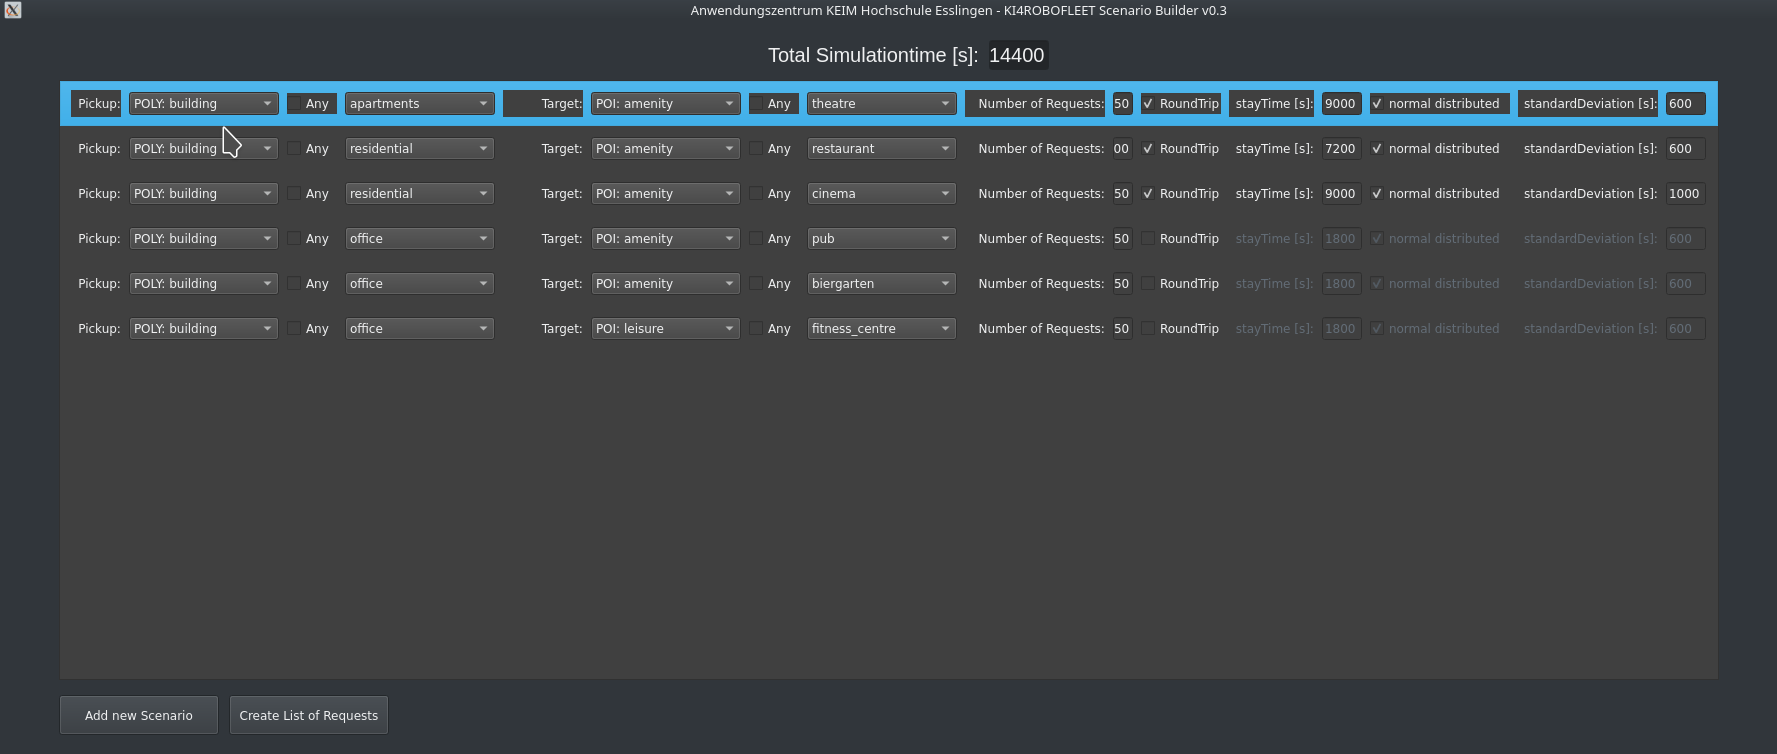 Anwendungszentrum KEIM Hochschule Esslingen - KI4ROBOFLEET Scenario Builder v0.3
Total Simulationtime [s]: 14400
Pickup: POLY: building Any apartments Target: POI: amenity Any theatre Number of Requests: 50 RoundTrip stayTime [s]: 9000 normal distributed standardDeviation [s]: 600
Pickup: POLY: building Any residential Target: POI: amenity Any restaurant Number of Requests: 00 RoundTrip stayTime [s]: 7200 normal distributed standardDeviation [s]: 600
Pickup: POLY: building Any residential Target: POI: amenity Any cinema Number of Requests: 50 RoundTrip stayTime [s]: 9000 normal distributed standardDeviation [s]: 1000
Pickup: POLY: building Any office Target: POI: amenity Any pub Number of Requests: 50 RoundTrip stayTime [s]: 1800 normal distributed standardDeviation [s]: 600
Pickup: POLY: building Any office Target: POI: amenity Any biergarten Number of Requests: 50 RoundTrip stayTime [s]: 1800 normal distributed standardDeviation [s]: 600
Pickup: POLY: building Any office Target: POI: leisure Any fitness_centre Number of Requests: 50 RoundTrip stayTime [s]: 1800 normal distributed standardDeviation [s]: 600
Add new Scenario Create List of Requests